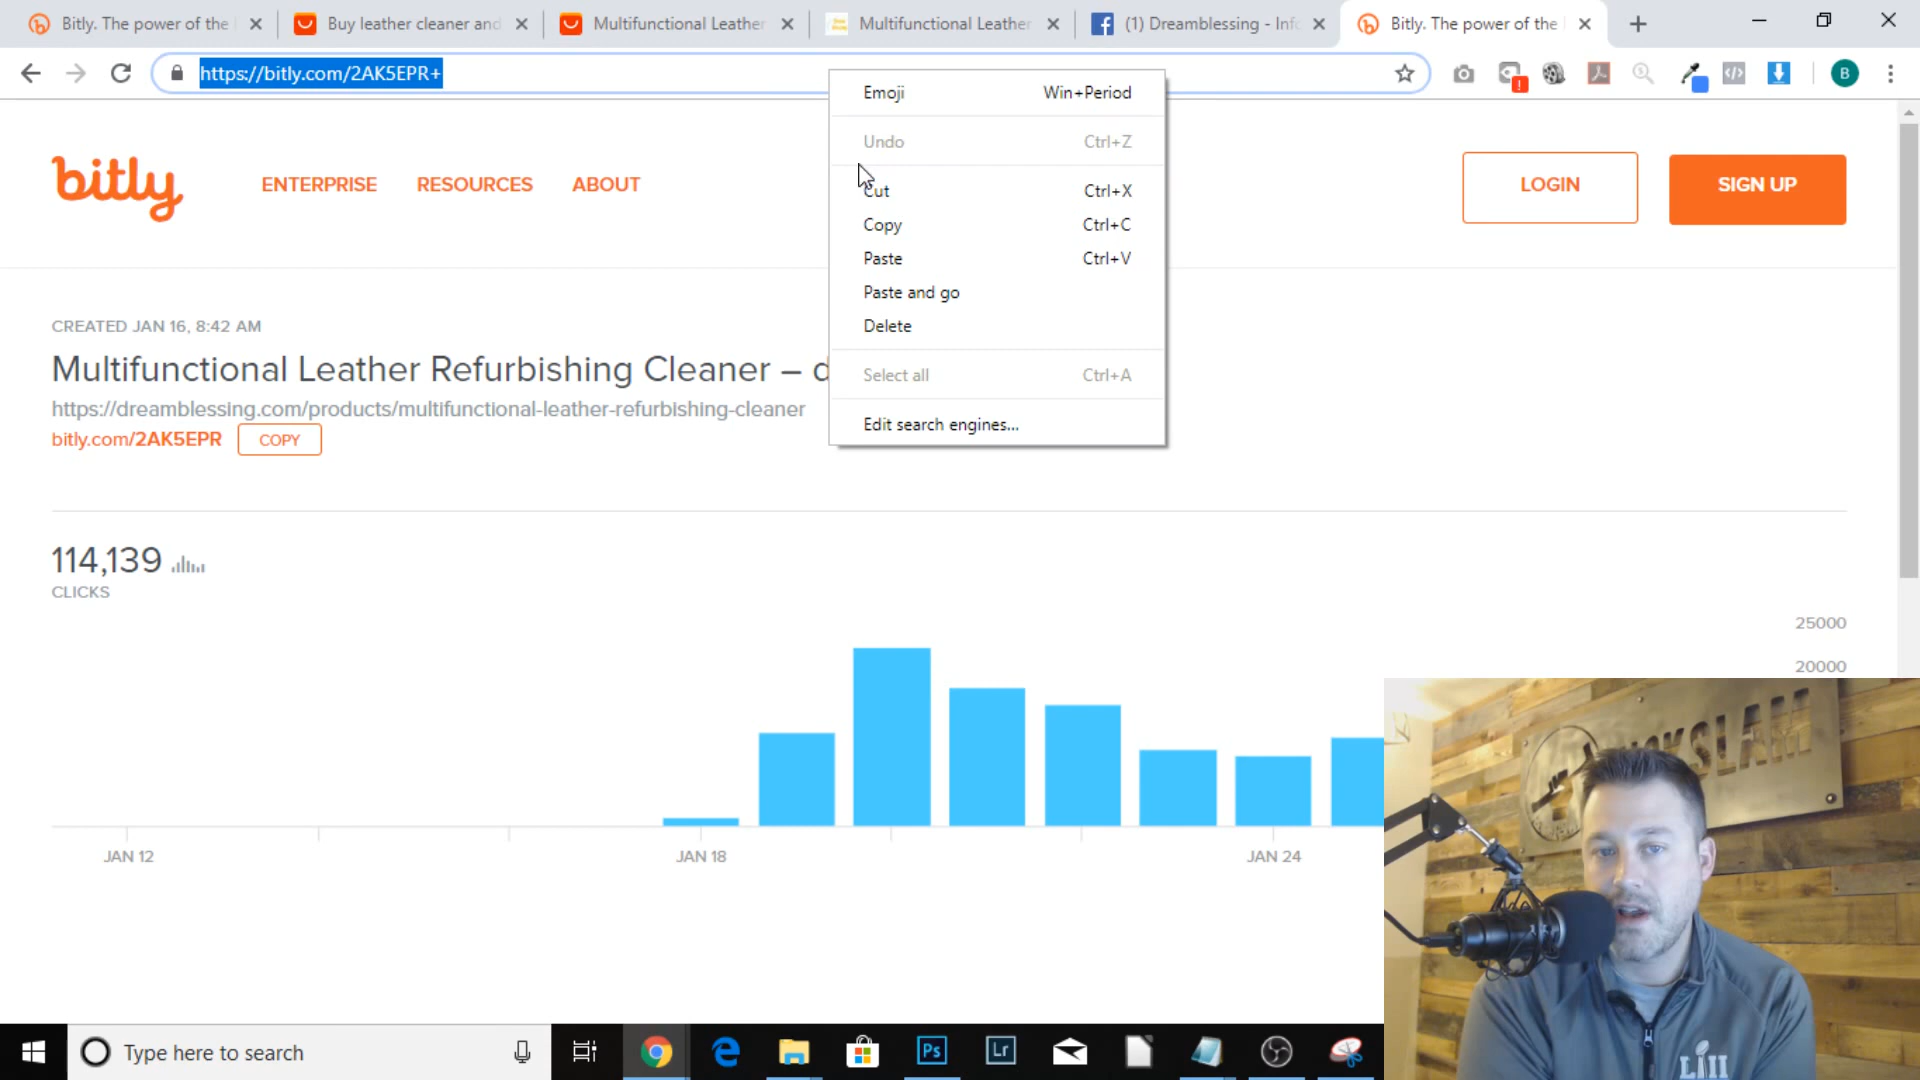 Bitly. The power of the
Buy leather cleaner and
Multifunctional Leather
Multifunctional Leather
(1) Dreamblessing - Info
Bitly. The power of the
https://bitly.com/2AK5EPR+
B
Emoji Win+Period
Undo Ctrl+Z
Cut Ctrl+X
Copy Ctrl+C
Paste Ctrl+V
Paste and go
Delete
Select all Ctrl+A
Edit search engines...
bitly
ENTERPRISE RESOURCES ABOUT
LOGIN
SIGN UP
CREATED JAN 16, 8:42 AM
Multifunctional Leather Refurbishing Cleaner – d
https://dreamblessing.com/products/multifunctional-leather-refurbishing-cleaner
bitly.com/2AK5EPR
COPY
114,139
CLICKS
25000
20000
JAN 12
JAN 18
JAN 24
SLAM
LII
Type here to search
Ps
Lr